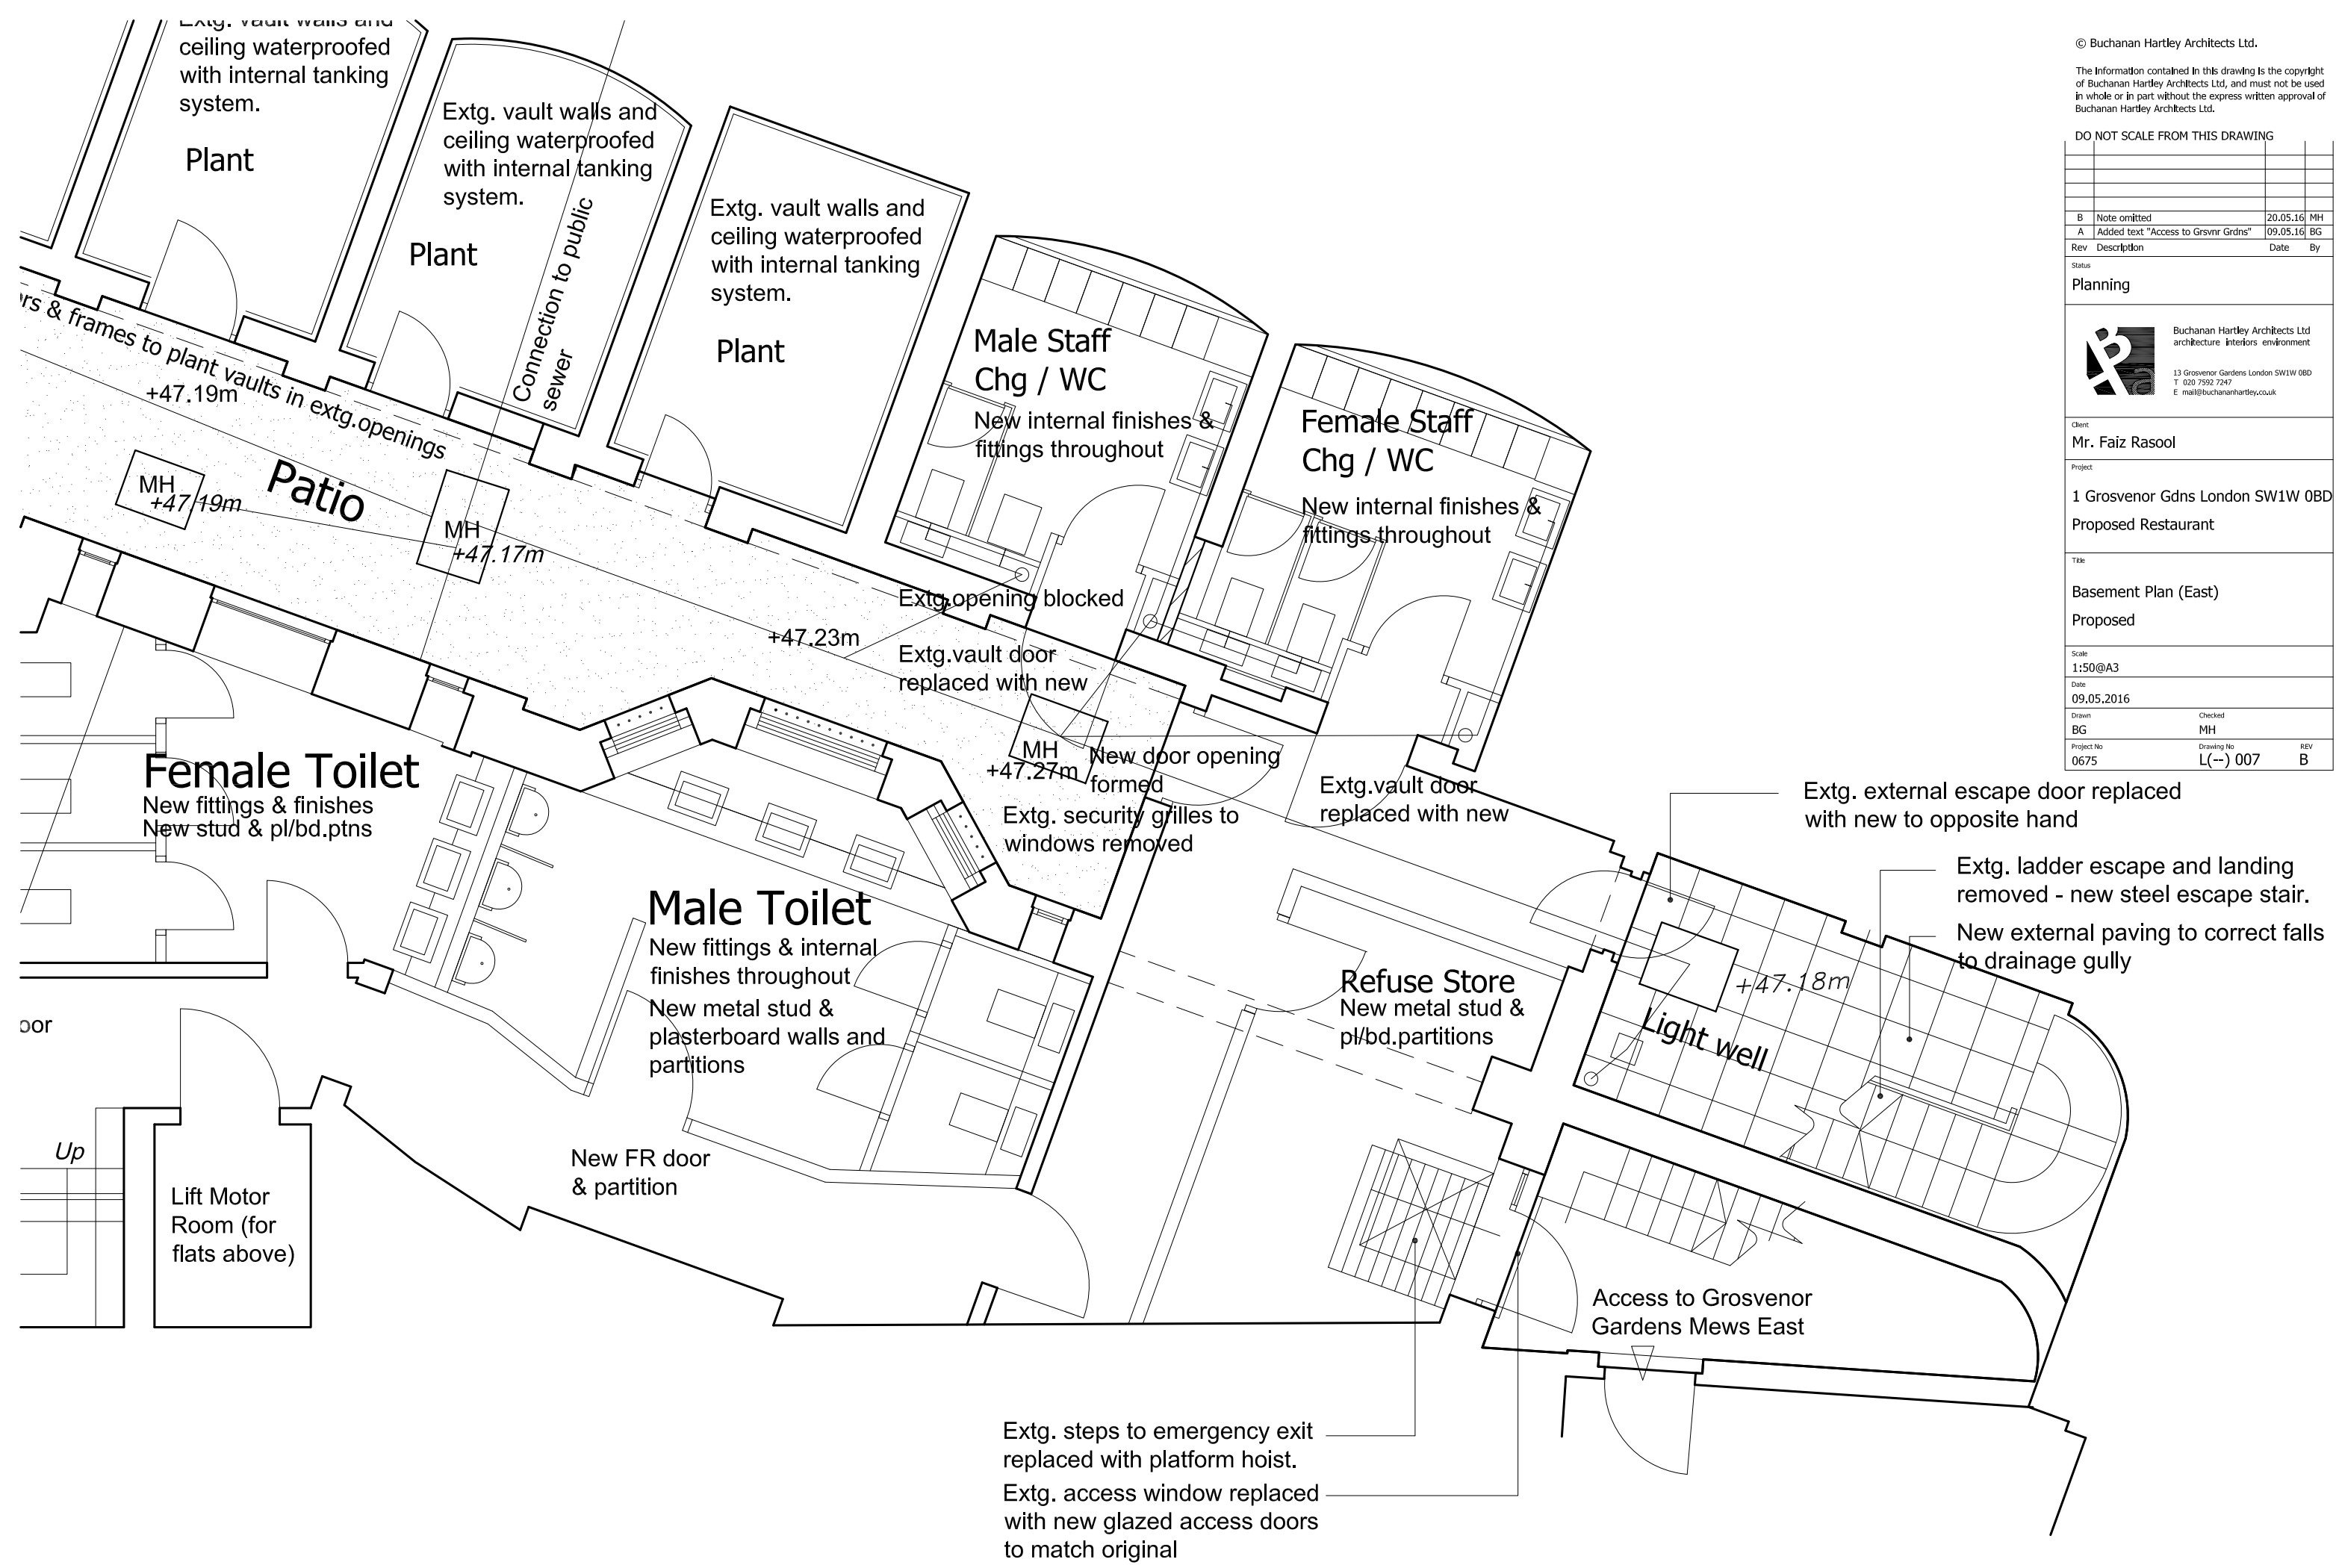 Extg. vault walls and
ceiling waterproofed
with internal tanking
system.
Plant
Extg. vault walls and
ceiling waterproofed
with internal tanking
system.
Plant
Connection to public
sewer
Extg. vault walls and
ceiling waterproofed
with internal tanking
system.
Plant
Male Staff
Chg / WC
New internal finishes &
fittings throughout
Female Staff
Chg / WC
New internal finishes &
fittings throughout
& frames to plant vaults in extg.openings
+47.19m
MH
+47.19m
Patio
MH
+47.17m
Extg.opening blocked
+47.23m
Extg.vault door
replaced with new
MH
+47.27m
New door opening
formed
Extg. security grilles to
windows removed
Extg.vault door
replaced with new
Female Toilet
New fittings & finishes
New stud & pl/bd.ptns
Male Toilet
New fittings & internal
finishes throughout
New metal stud &
plasterboard walls and
partitions
Refuse Store
New metal stud &
pl/bd.partitions
+47.18m
Light well
Extg. external escape door replaced
with new to opposite hand
Extg. ladder escape and landing
removed - new steel escape stair.
New external paving to correct falls
to drainage gully
Up
Lift Motor
Room (for
flats above)
New FR door
& partition
Access to Grosvenor
Gardens Mews East
Extg. steps to emergency exit
replaced with platform hoist.
Extg. access window replaced
with new glazed access doors
to match original
© Buchanan Hartley Architects Ltd.
The information contained in this drawing is the copyright
of Buchanan Hartley Architects Ltd, and must not be used
in whole or in part without the express written approval of
Buchanan Hartley Architects Ltd.
DO NOT SCALE FROM THIS DRAWING
B Note omitted 20.05.16 MH
A Added text "Access to Grsvnr Grdns" 09.05.16 BG
Rev Description Date By
Status
Planning
Buchanan Hartley Architects Ltd
architecture interiors environment
13 Grosvenor Gardens London SW1W 0BD
T 020 7592 7247
E mail@buchananhartley.co.uk
Client
Mr. Faiz Rasool
Project
1 Grosvenor Gdns London SW1W 0BD
Proposed Restaurant
Title
Basement Plan (East)
Proposed
Scale
1:50@A3
Date
09.05.2016
Drawn Checked
BG MH
Project No Drawing No REV
0675 L(--) 007 B